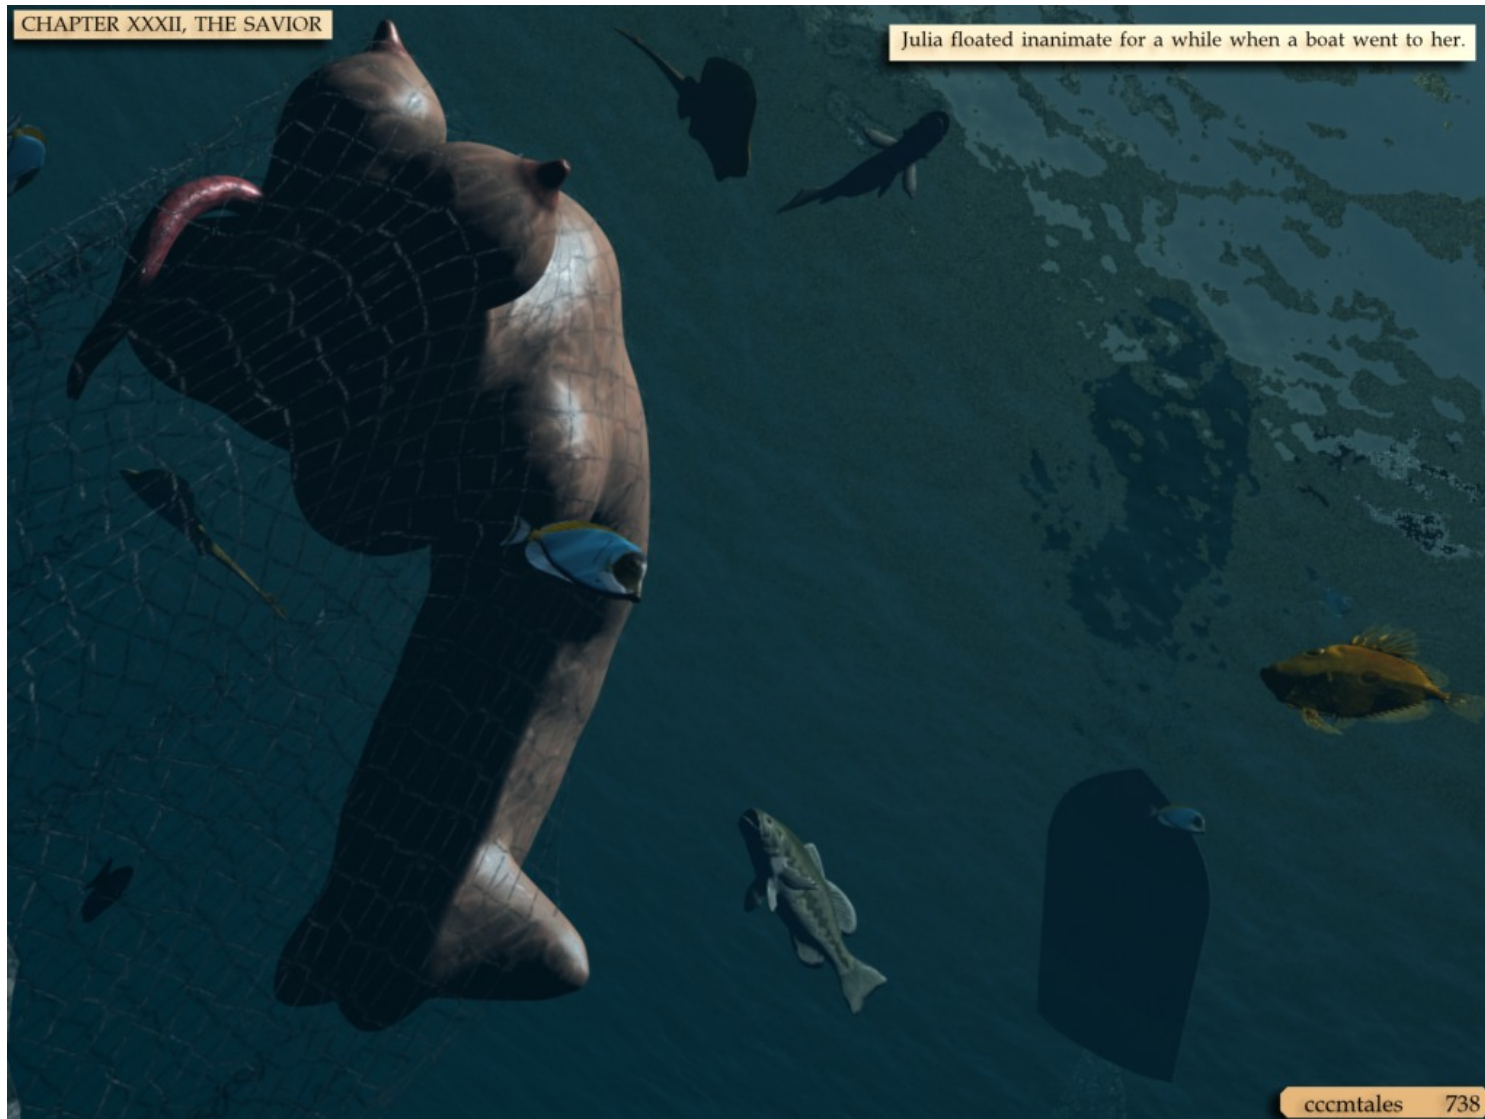 CHAPTER XXXII, THE SAVIOR
Julia floated inanimate for a while when a boat went to her.
cccmtales 738